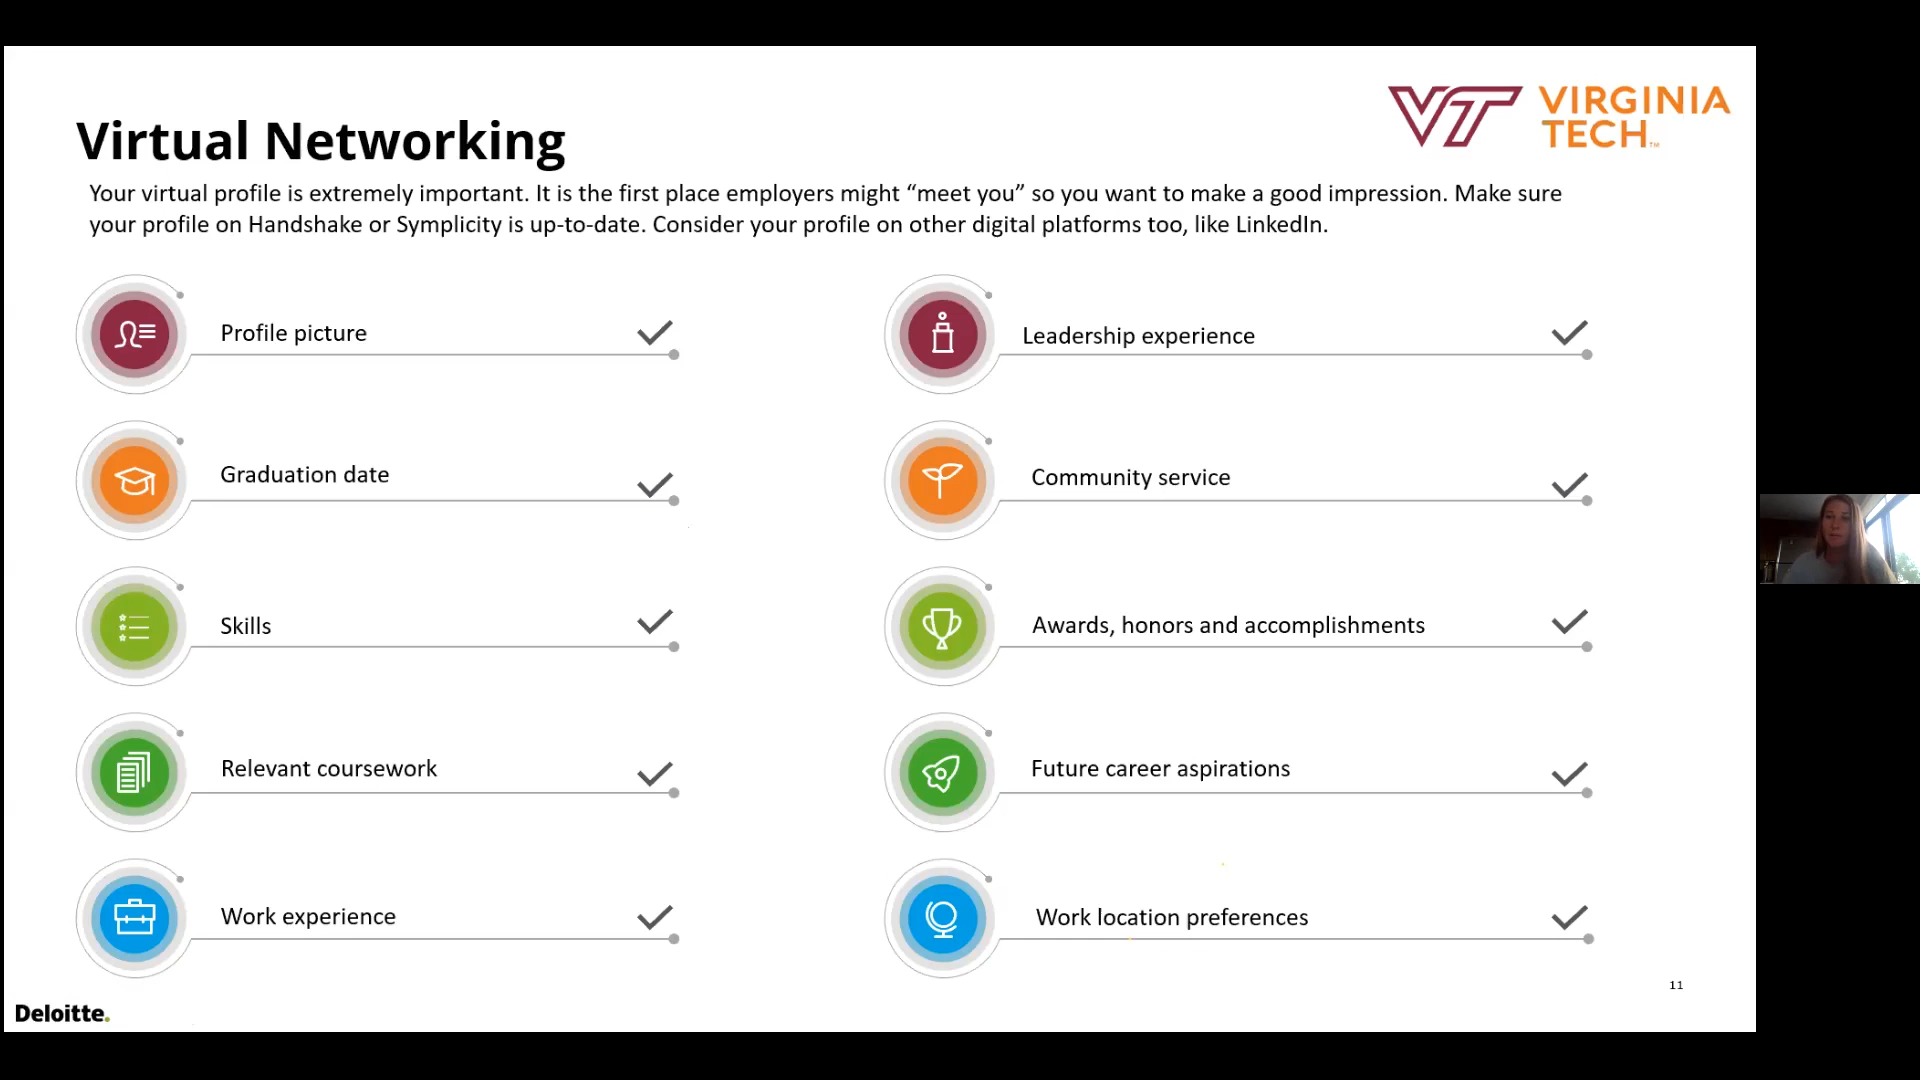 VT VIRGINIA
TECH™
Virtual Networking
Your virtual profile is extremely important. It is the first place employers might “meet you” so you want to make a good impression. Make sure
your profile on Handshake or Symplicity is up-to-date. Consider your profile on other digital platforms too, like LinkedIn.
Profile picture
Graduation date
Skills
Relevant coursework
Work experience
Leadership experience
Community service
Awards, honors and accomplishments
Future career aspirations
Work location preferences
11
Deloitte.